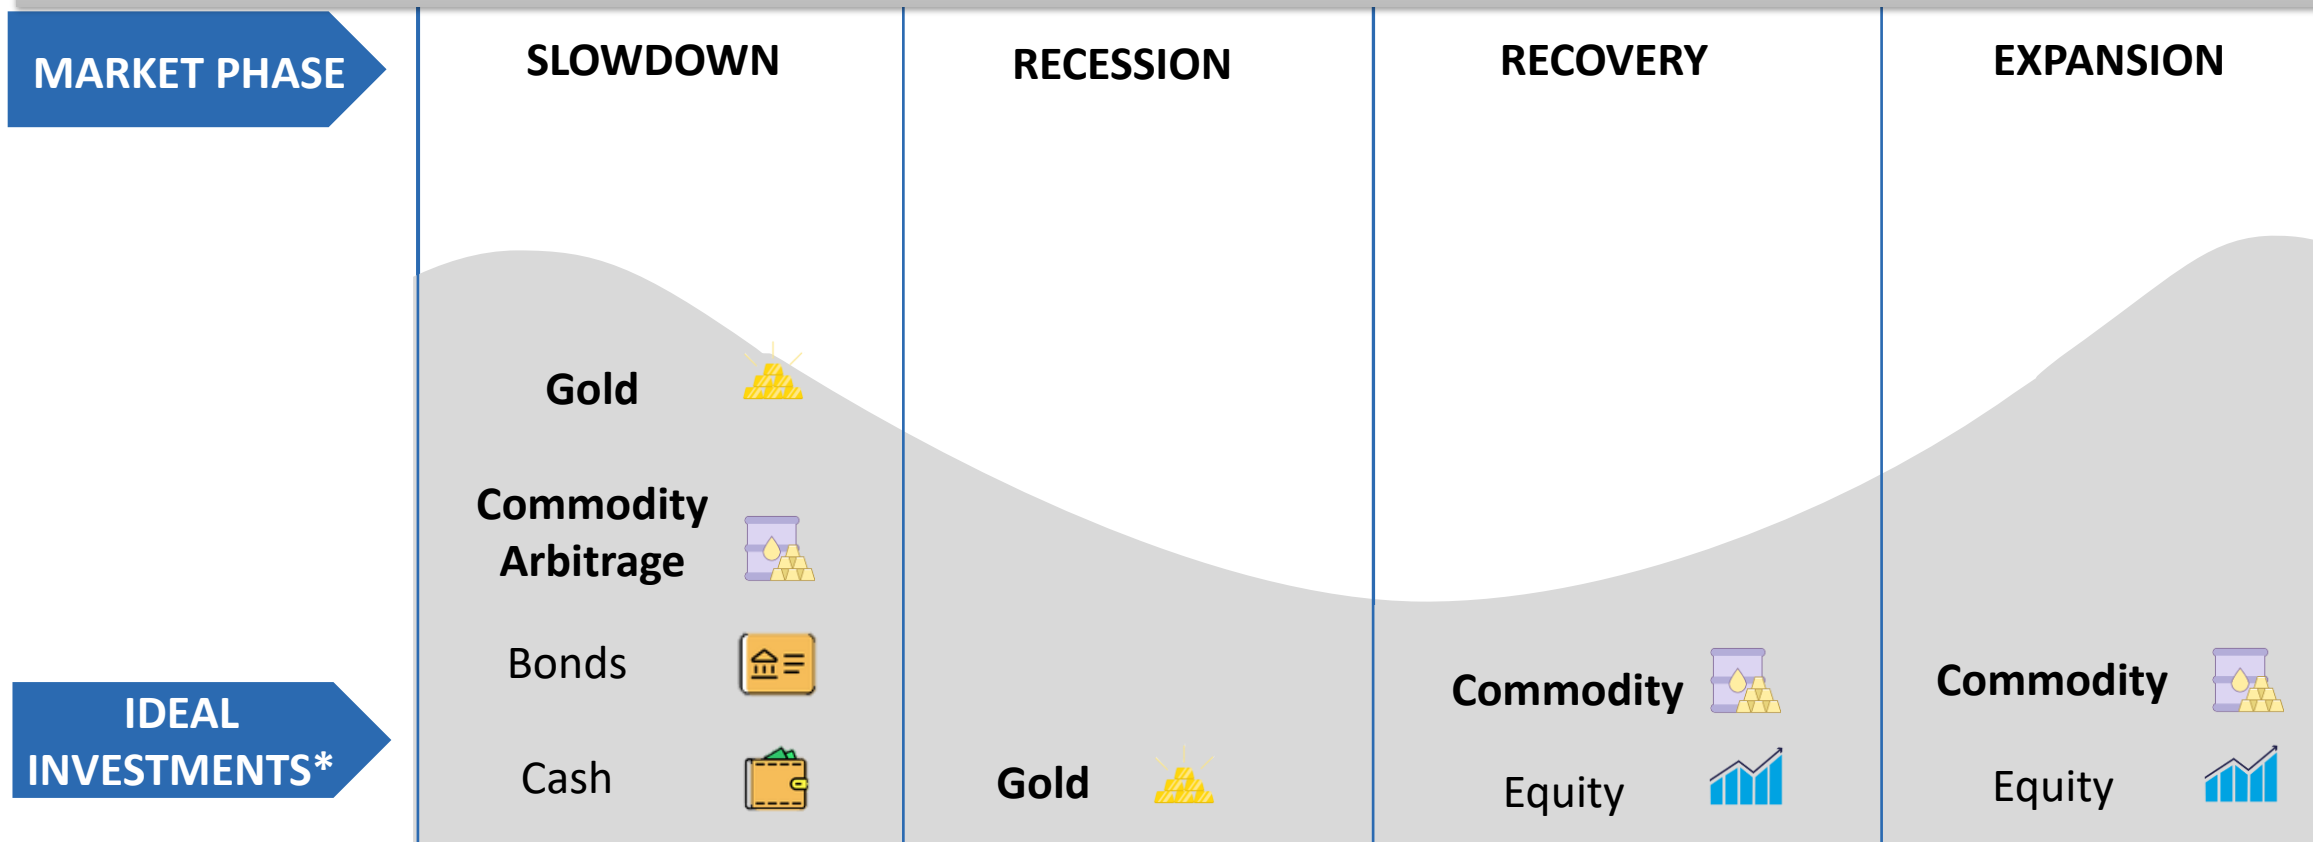 MARKET PHASE
SLOWDOWN
RECESSION
RECOVERY
EXPANSION
Gold
Commodity
Arbitrage
Bonds
Cash
Gold
Commodity
Equity
Commodity
Equity
IDEAL
INVESTMENTS*